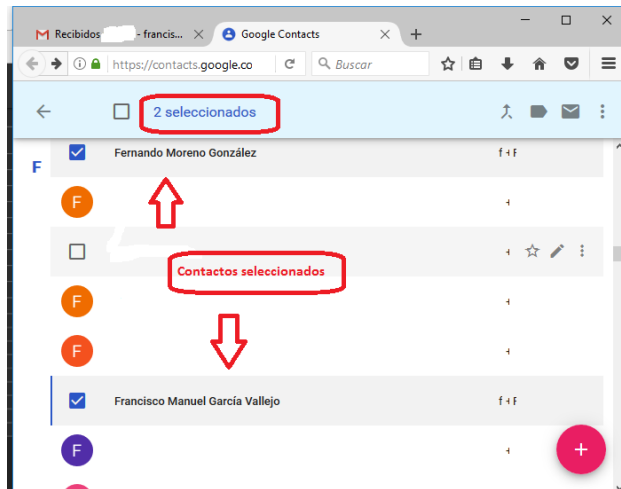 Recibidos - francis...
Google Contacts
https://contacts.google.co
Buscar
2 seleccionados
F
Fernando Moreno González
F
Contactos seleccionados
F
F
Francisco Manuel García Vallejo
F